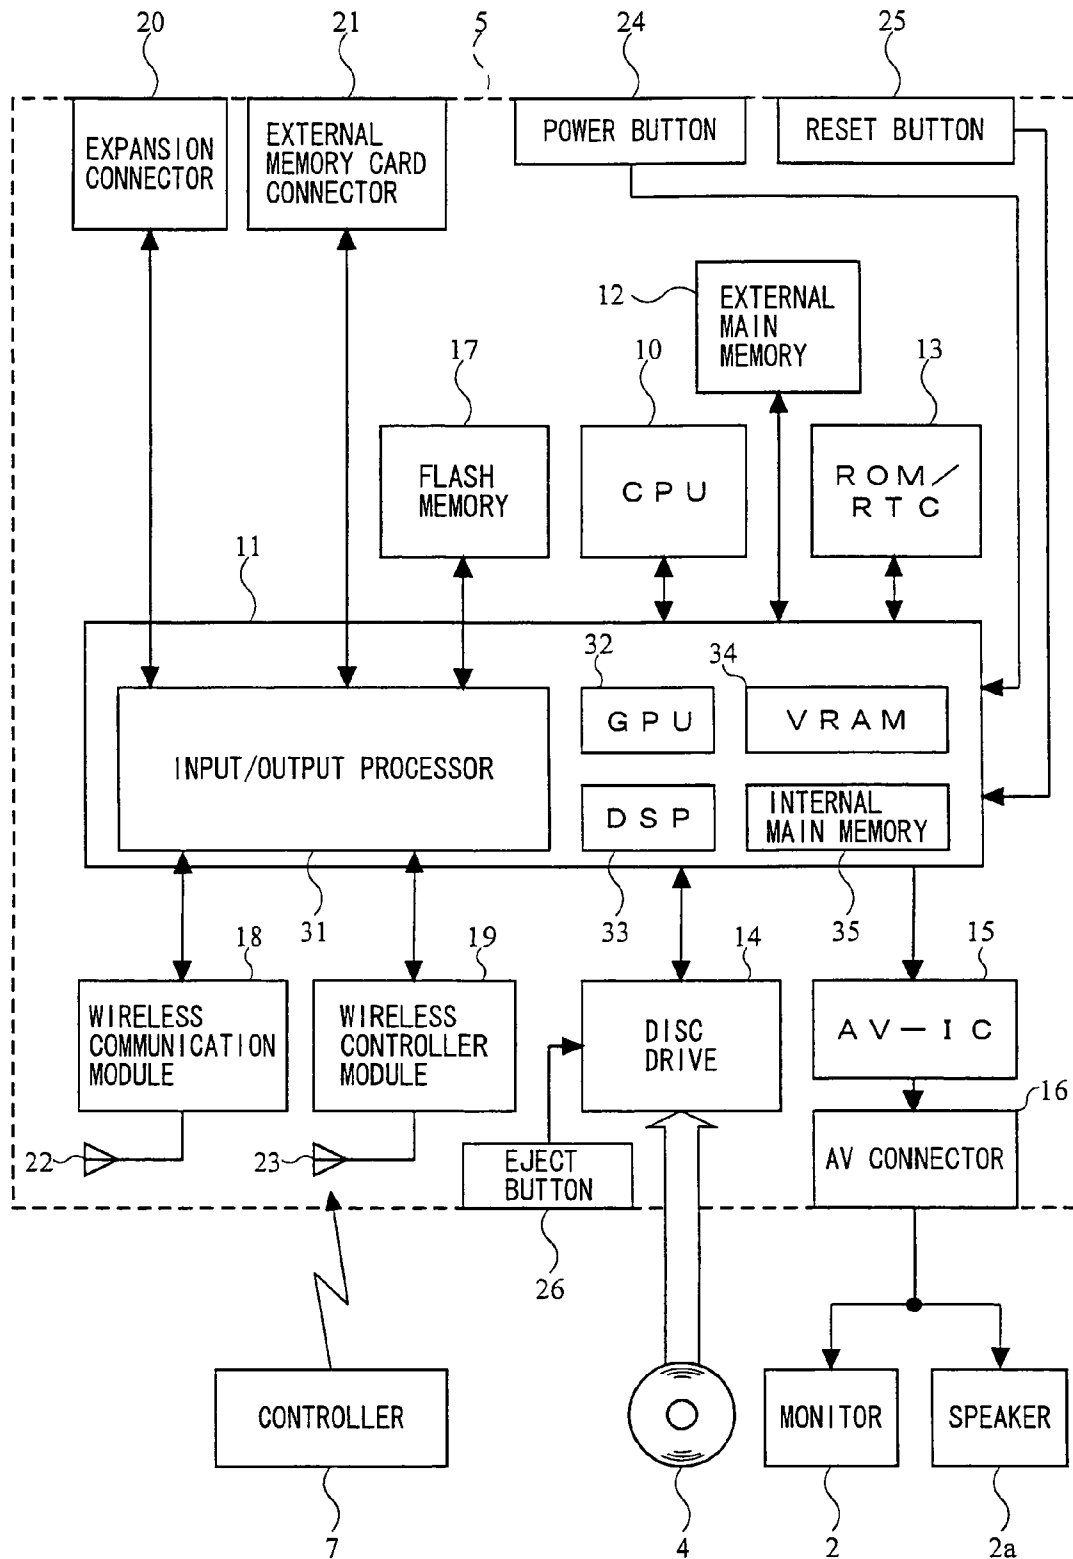 20
21
5
24
25
EXPANSION
CONNECTOR
EXTERNAL
MEMORY CARD
CONNECTOR
POWER BUTTON
RESET BUTTON
12
EXTERNAL
MAIN
MEMORY
17
10
13
FLASH
MEMORY
CPU
ROM/
RTC
11
32
34
GPU
VRAM
INPUT/OUTPUT PROCESSOR
DSP
INTERNAL
MAIN MEMORY
31
33
35
18
19
14
15
WIRELESS
COMMUNICATION
MODULE
WIRELESS
CONTROLLER
MODULE
DISC
DRIVE
AV-IC
16
22
23
EJECT
BUTTON
AV CONNECTOR
26
CONTROLLER
MONITOR
SPEAKER
7
4
2
2a